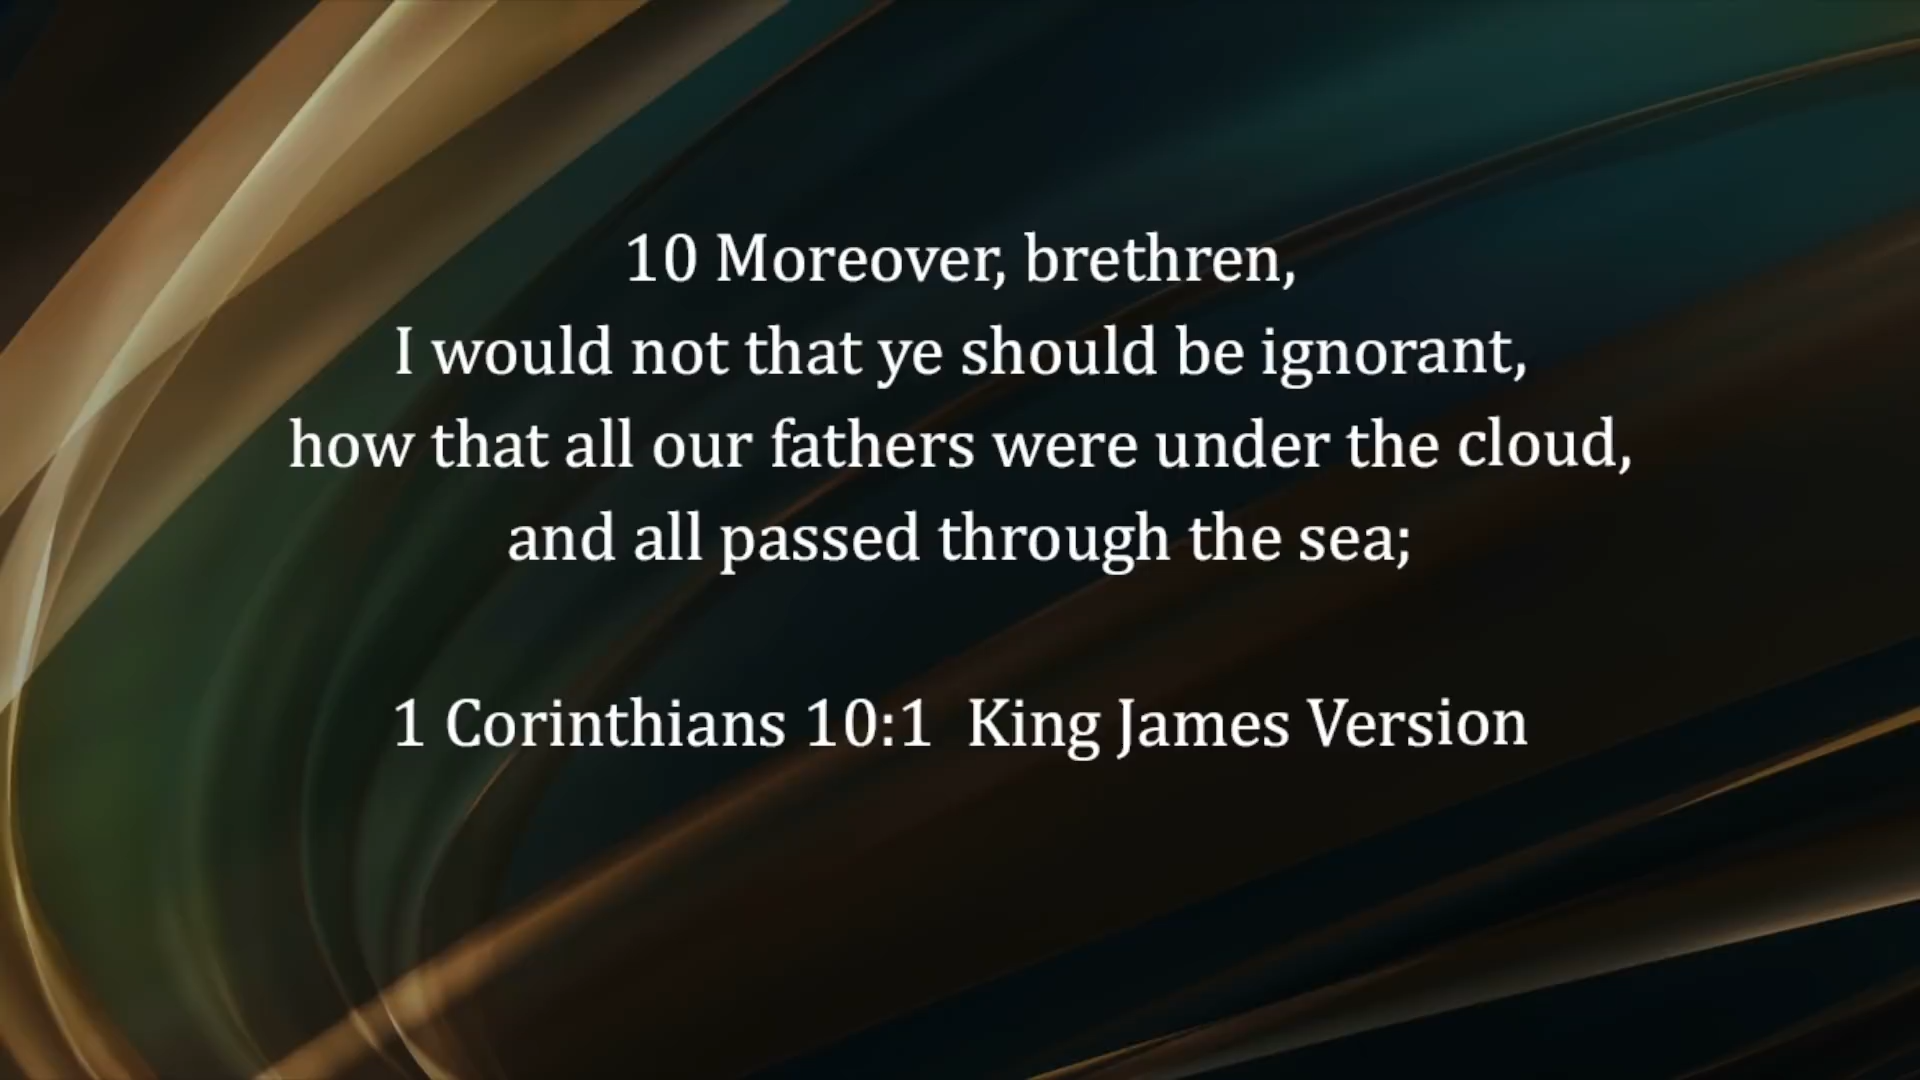 10 Moreover, brethren,
I would not that ye should be ignorant,
how that all our fathers were under the cloud,
and all passed through the sea;
1 Corinthians 10:1  King James Version